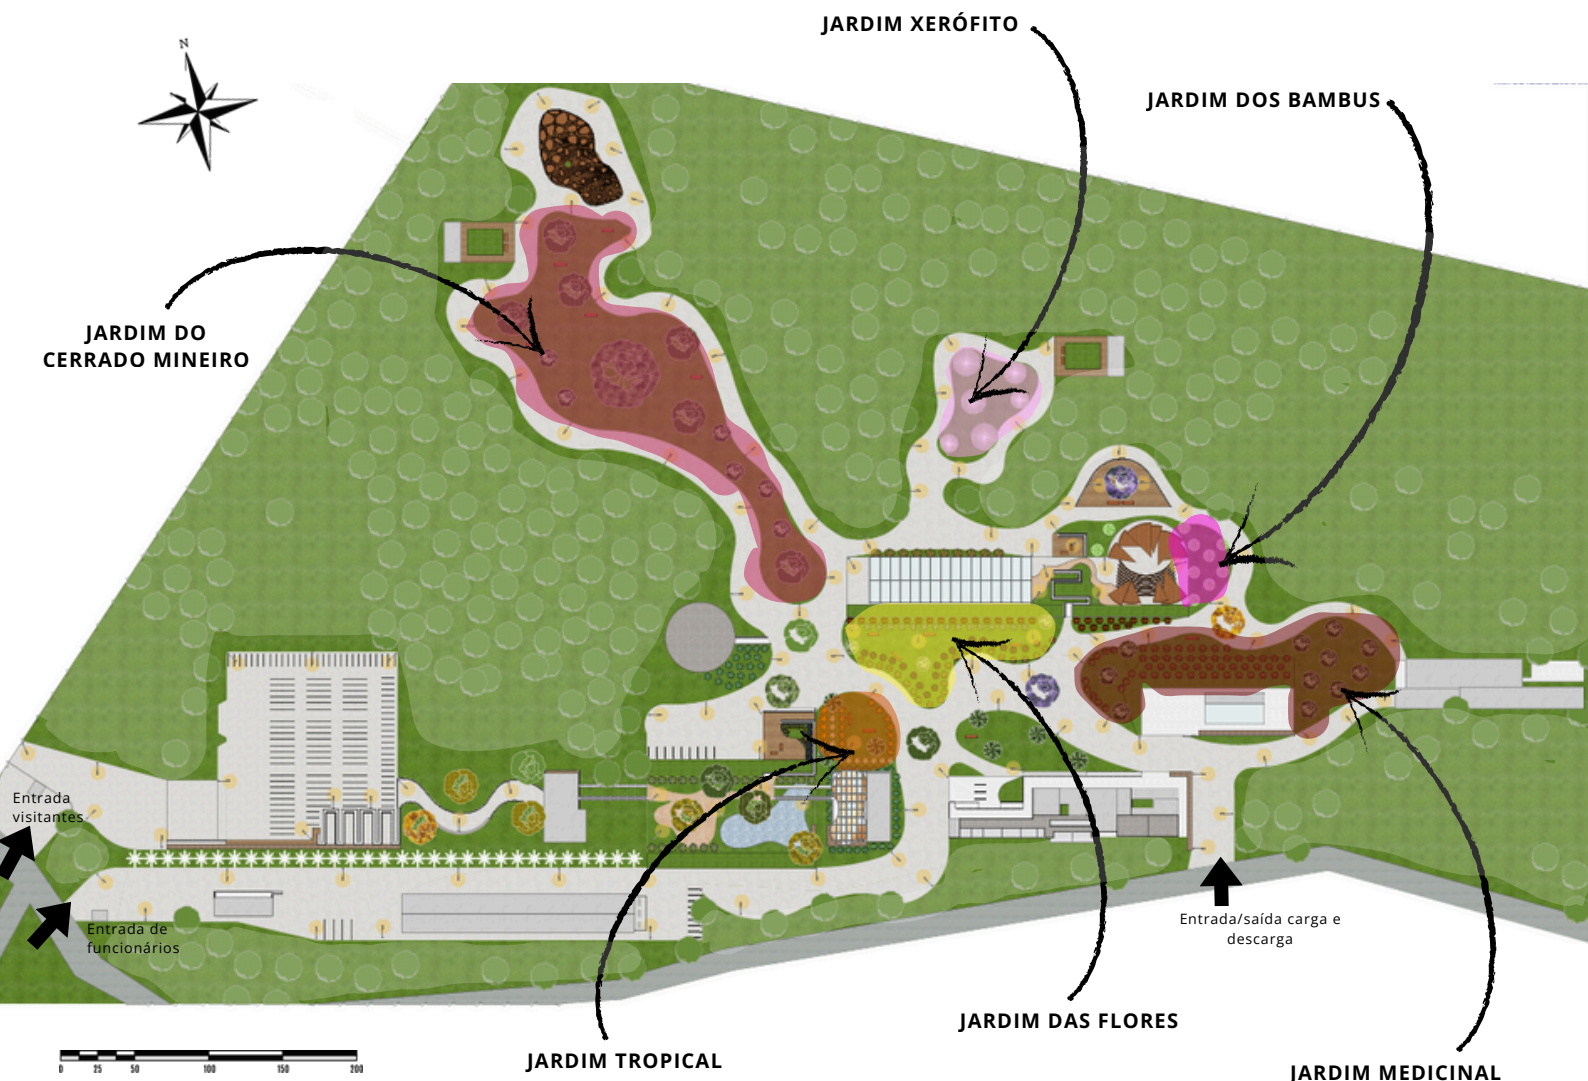 JARDIM XERÓFITO
N
JARDIM DOS BAMBUS
JARDIM DO
CERRADO MINEIRO
Entrada
visitantes
Entrada de
funcionários
Entrada/saída carga e
descarga
JARDIM DAS FLORES
JARDIM TROPICAL
JARDIM MEDICINAL
0 25 50 100 150 200